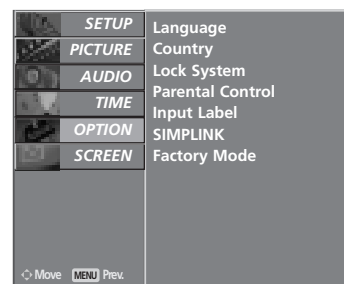 SETUP
PICTURE
AUDIO
TIME
OPTION
SCREEN
Language
Country
Lock System
Parental Control
Input Label
SIMPLINK
Factory Mode
Move MENU Prev.